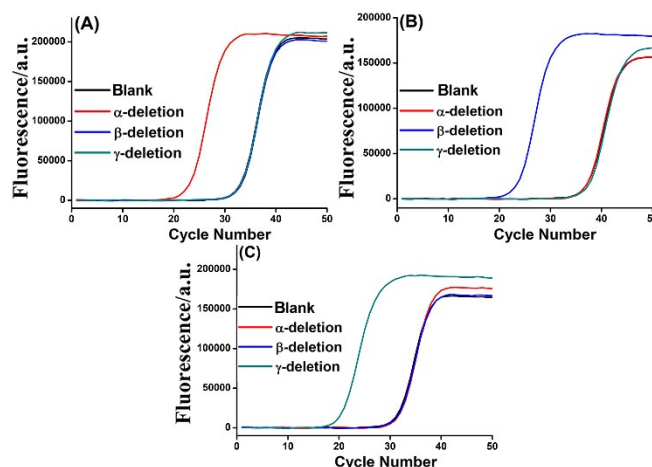 (A)
200000
150000
100000
50000
0
Fluorescence/a.u.
Blank
α-deletion
β-deletion
γ-deletion
0 10 20 30 40 50
Cycle Number
(B)
200000
150000
100000
50000
0
Fluorescence/a.u.
Blank
α-deletion
β-deletion
γ-deletion
0 10 20 30 40 50
Cycle Number
(C)
200000
150000
100000
50000
0
Fluorescence/a.u.
Blank
α-deletion
β-deletion
γ-deletion
0 10 20 30 40 50
Cycle Number